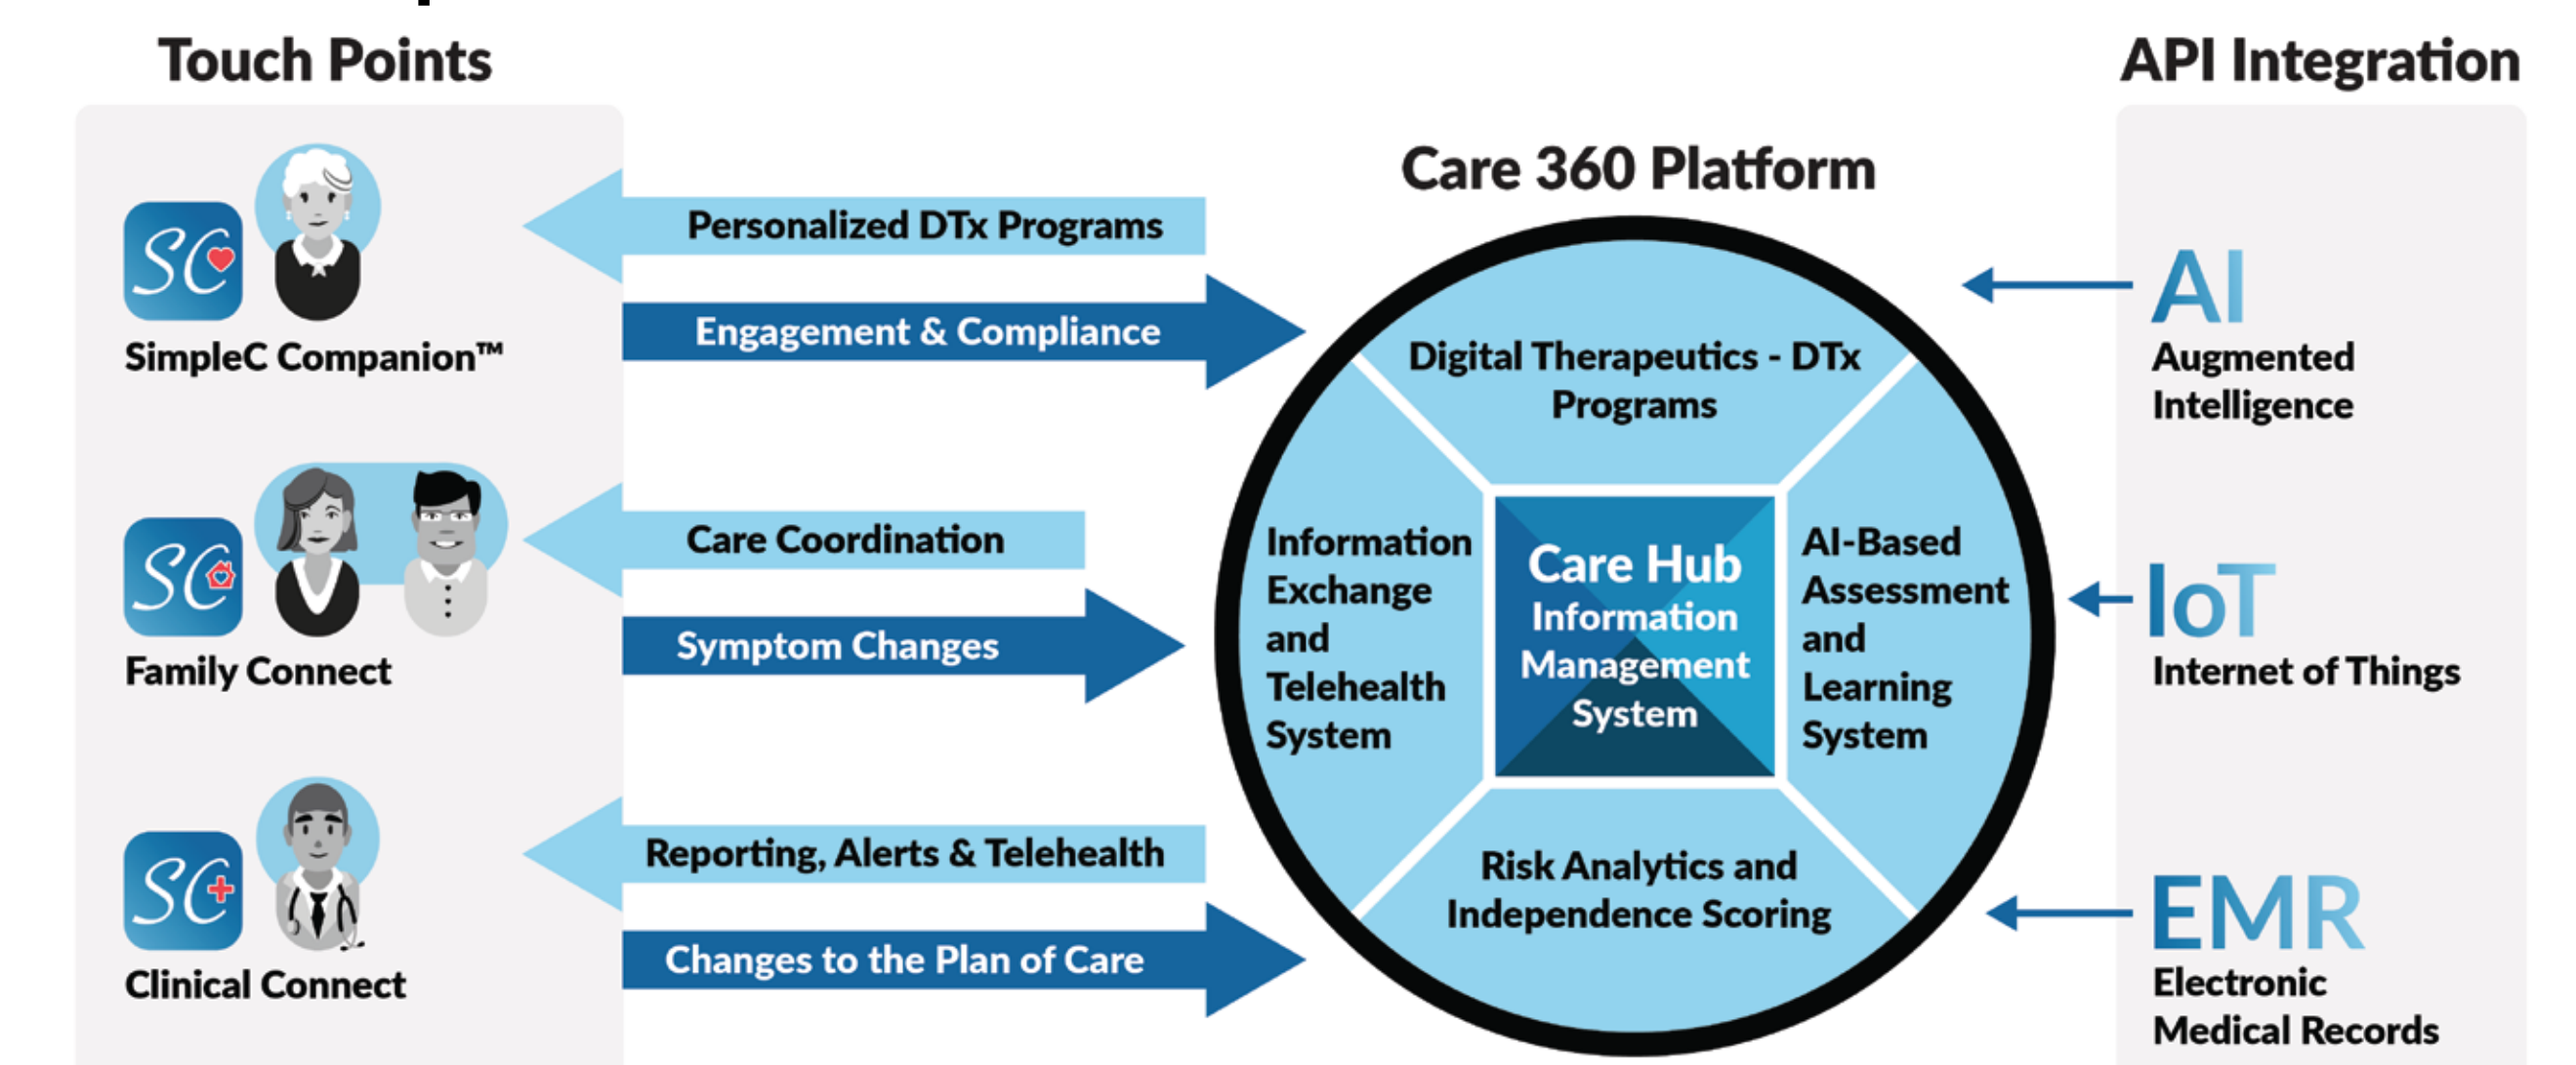 Touch Points
API Integration
Care 360 Platform
SC
SimpleC Companion™
Personalized DTx Programs
Engagement & Compliance
Digital Therapeutics - DTx
Programs
AI
Augmented
Intelligence
SC
Family Connect
Care Coordination
Symptom Changes
Information
Exchange
and
Telehealth
System
Care Hub
Information
Management
System
AI-Based
Assessment
and
Learning
System
IoT
Internet of Things
SC
Clinical Connect
Reporting, Alerts & Telehealth
Changes to the Plan of Care
Risk Analytics and
Independence Scoring
EMR
Electronic
Medical Records